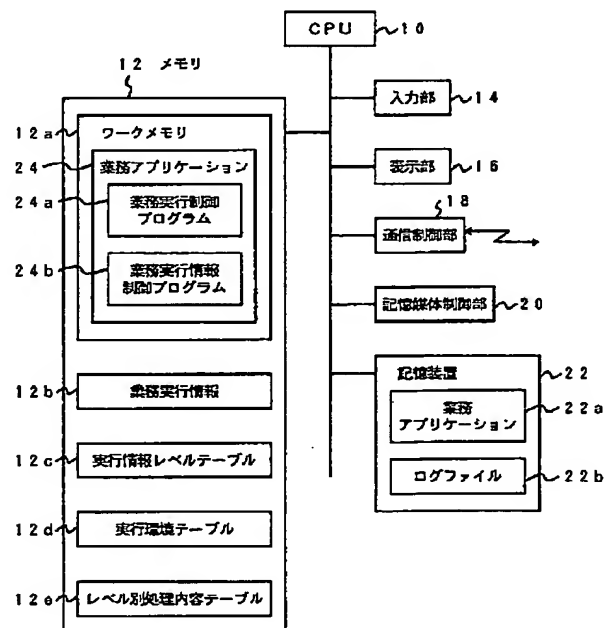 CPU
10
12 メモリ
12a
ワークメモリ
24
業務アプリケーション
24a
業務実行制御
プログラム
24b
業務実行情報
制御プログラム
12b
業務実行情報
12c
実行情報レベルテーブル
12d
実行環境テーブル
12e
レベル別処理内容テーブル
入力部
14
表示部
16
18
通信制御部
記憶媒体制御部
20
記憶装置
22
業務
アプリケーション
22a
ログファイル
22b